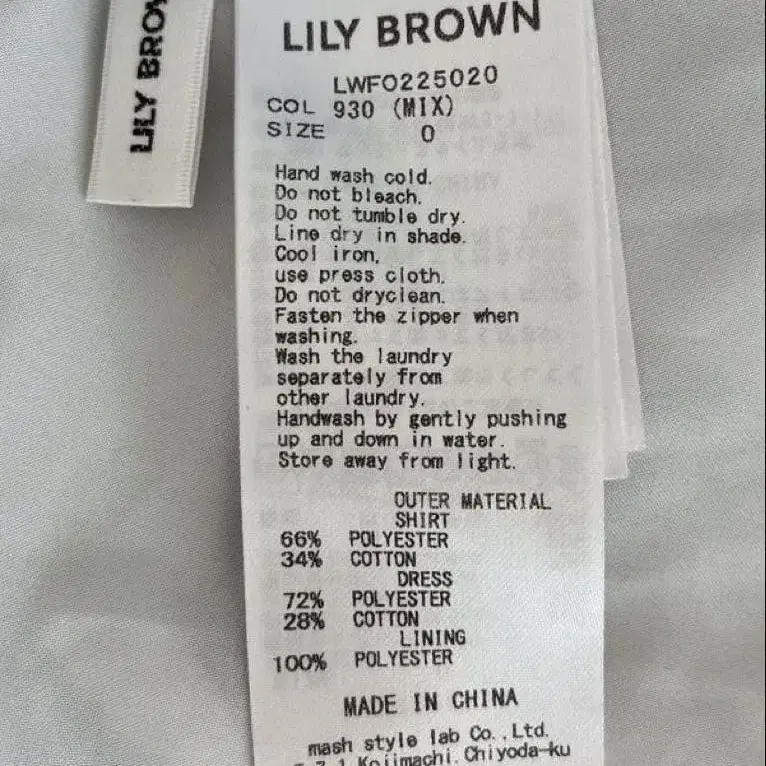 LILY BROW
LILY BROWN
LWFO225020
COL 930 (MIX)
SIZE 0
Hand wash cold.
Do not bleach.
Do not tumble dry.
Line dry in shade.
Cool iron,
use press cloth.
Do not dryclean.
Fasten the zipper when
washing.
Wash the laundry
separately from
other laundry.
Handwash by gently pushing
up and down in water.
Store away from light.
OUTER MATERIAL
SHIRT
66% POLYESTER
34% COTTON
DRESS
72% POLYESTER
28% COTTON
LINING
100% POLYESTER
MADE IN CHINA
mash style lab Co., Ltd.
Kojimachi, Chiyoda-ku